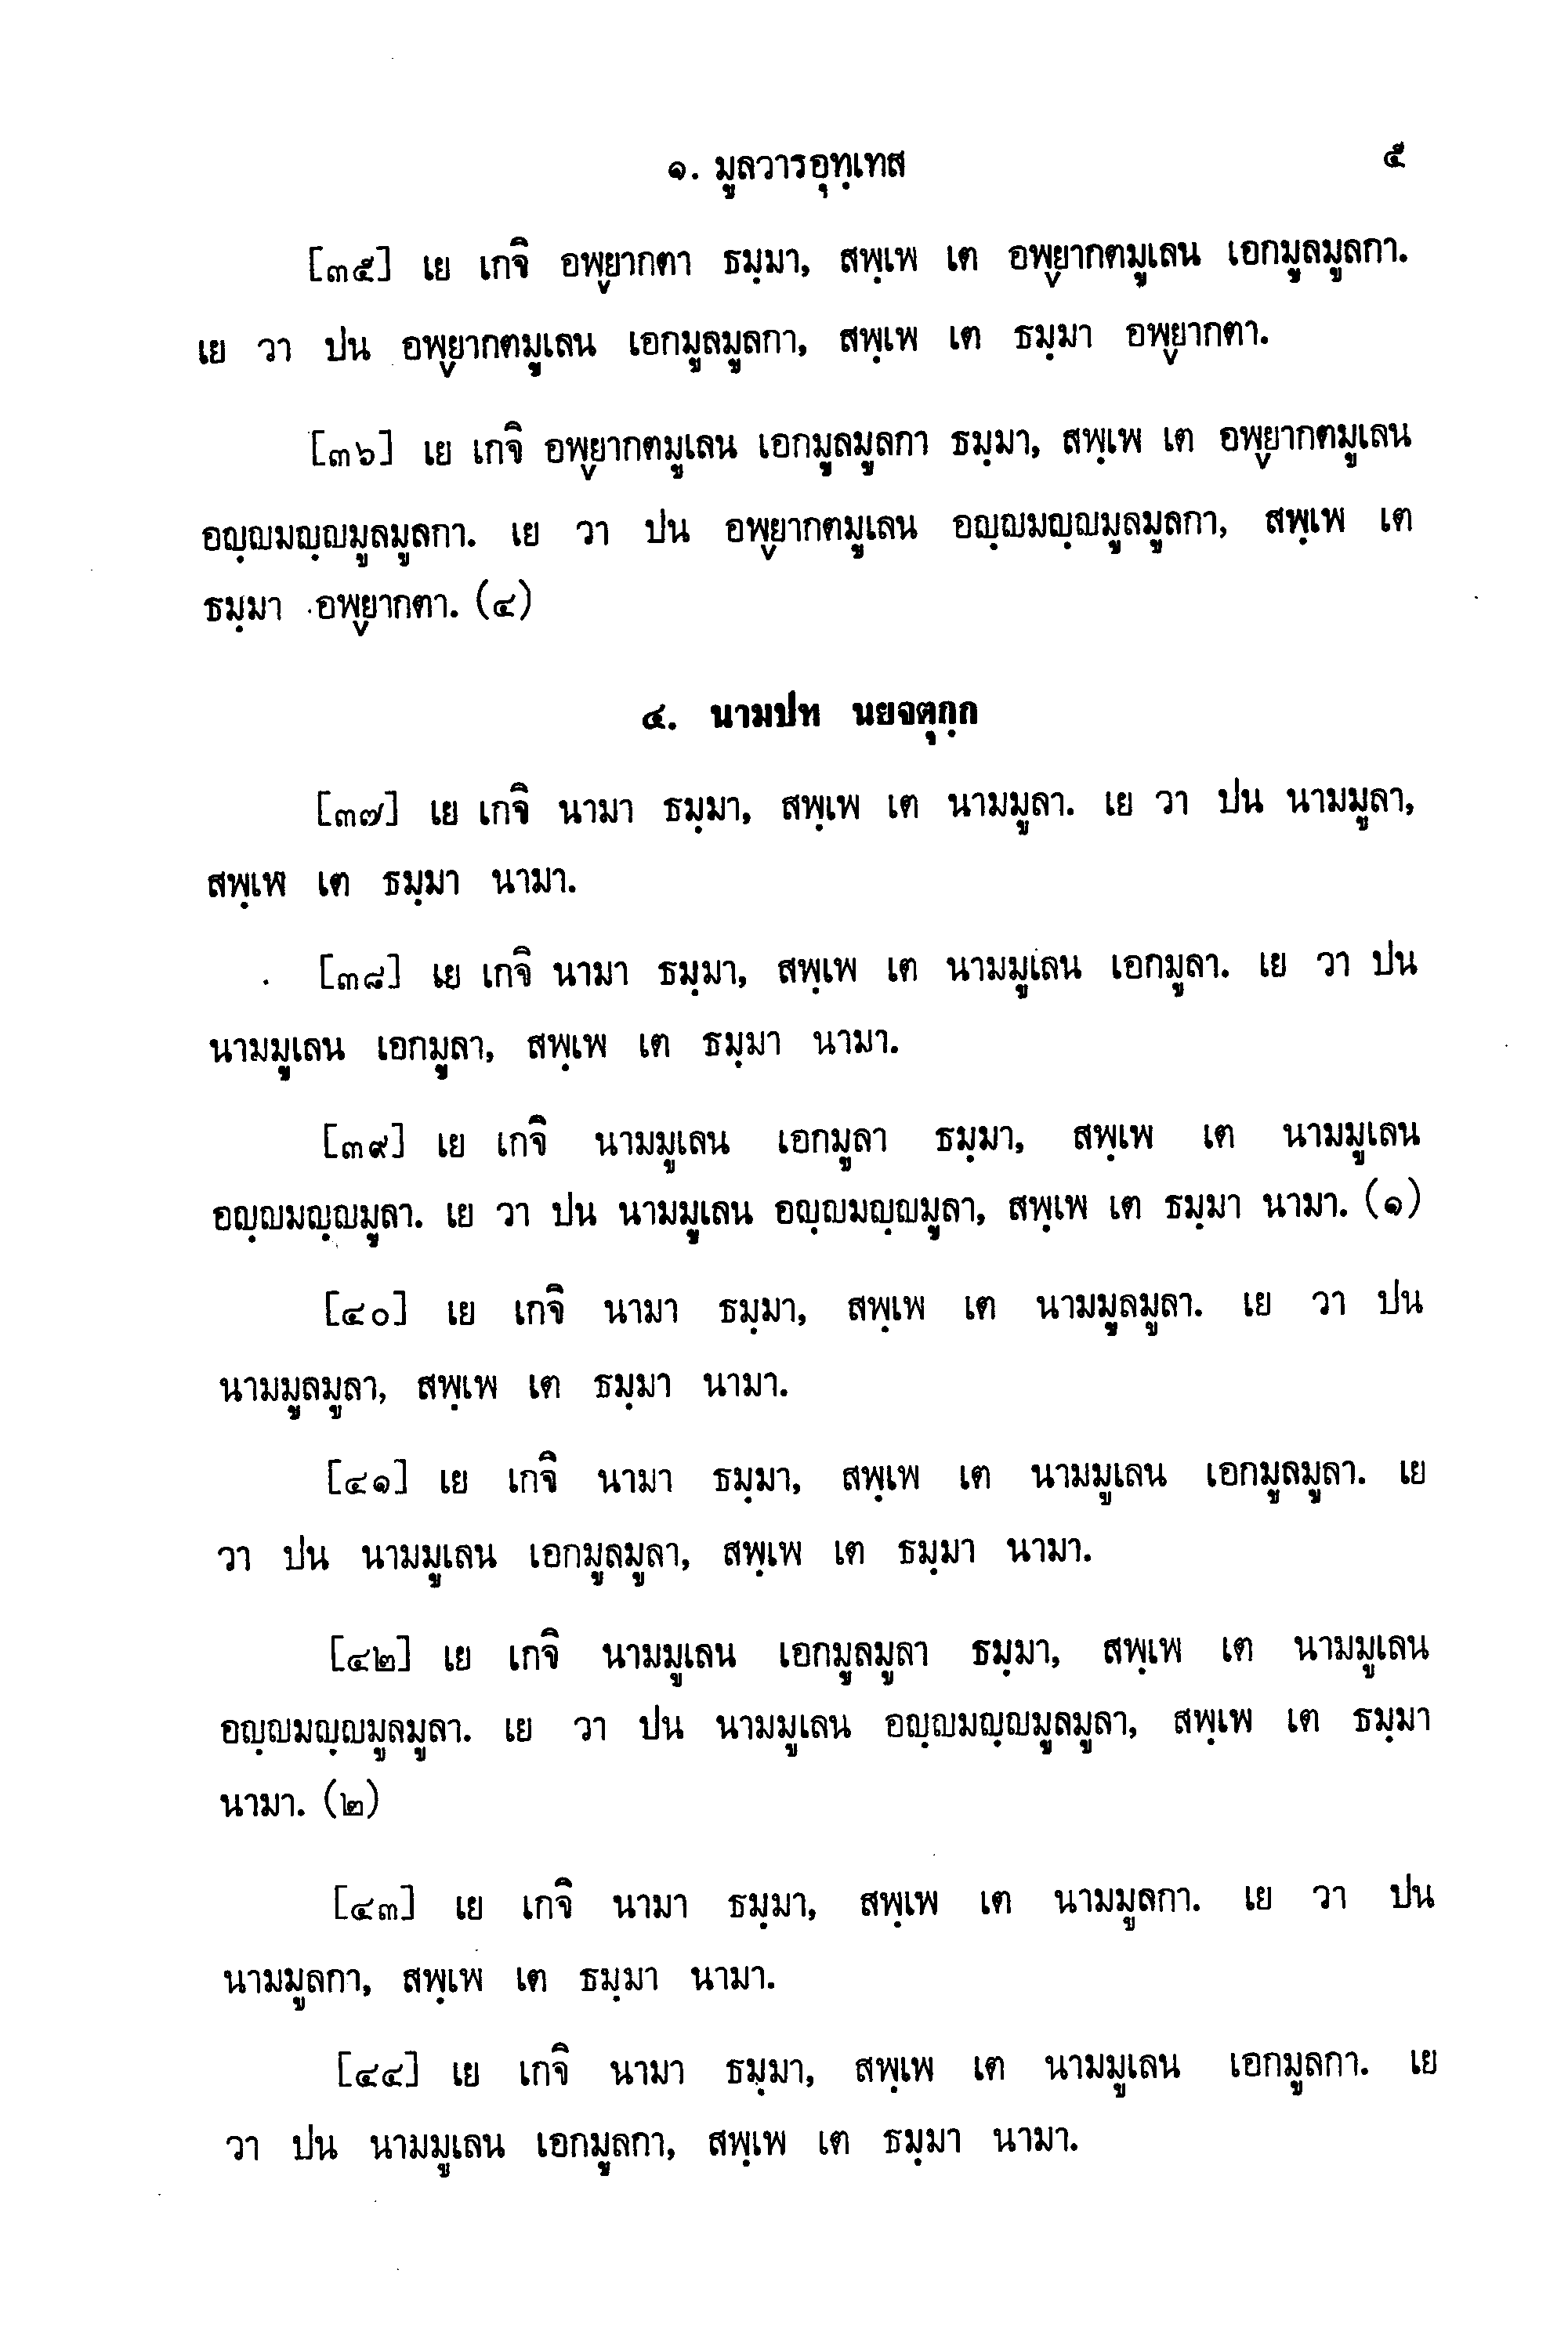 ๑. มูลวารอุทฺเทส ๕
[๓๕] เย เกจิ อพฺยากตา ธมฺมา, สพฺเพ เต อพฺยากตมูเลน เอกมูลมูลกา.
เย วา ปน อพฺยากตมูเลน เอกมูลมูลกา, สพฺเพ เต ธมฺมา อพฺยากตา.
[๓๖] เย เกจิ อพฺยากตมูเลน เอกมูลมูลกา ธมฺมา, สพฺเพ เต อพฺยากตมูเลน
อญฺญมญฺญมูลมูลกา. เย วา ปน อพฺยากตมูเลน อญฺญมญฺญมูลมูลกา, สพฺเพ เต
ธมฺมา อพฺยากตา. (๔)
๔. นามปท นยจตุกฺก
[๓๗] เย เกจิ นามา ธมฺมา, สพฺเพ เต นามมูลา. เย วา ปน นามมูลา,
สพฺเพ เต ธมฺมา นามา.
[๓๘] เย เกจิ นามา ธมฺมา, สพฺเพ เต นามมูเลน เอกมูลา. เย วา ปน
นามมูเลน เอกมูลา, สพฺเพ เต ธมฺมา นามา.
[๓๙] เย เกจิ นามมูเลน เอกมูลา ธมฺมา, สพฺเพ เต นามมูเลน
อญฺญมญฺญมูลา. เย วา ปน นามมูเลน อญฺญมญฺญมูลา, สพฺเพ เต ธมฺมา นามา. (๑)
[๔๐] เย เกจิ นามา ธมฺมา, สพฺเพ เต นามมูลมูลา. เย วา ปน
นามมูลมูลา, สพฺเพ เต ธมฺมา นามา.
[๔๑] เย เกจิ นามา ธมฺมา, สพฺเพ เต นามมูเลน เอกมูลมูลา. เย
วา ปน นามมูเลน เอกมูลมูลา, สพฺเพ เต ธมฺมา นามา.
[๔๒] เย เกจิ นามมูเลน เอกมูลมูลา ธมฺมา, สพฺเพ เต นามมูเลน
อญฺญมญฺญมูลมูลา. เย วา ปน นามมูเลน อญฺญมญฺญมูลมูลา, สพฺเพ เต ธมฺมา
นามา. (๒)
[๔๓] เย เกจิ นามา ธมฺมา, สพฺเพ เต นามมูลกา. เย วา ปน
นามมูลกา, สพฺเพ เต ธมฺมา นามา.
[๔๔] เย เกจิ นามา ธมฺมา, สพฺเพ เต นามมูเลน เอกมูลกา. เย
วา ปน นามมูเลน เอกมูลกา, สพฺเพ เต ธมฺมา นามา.